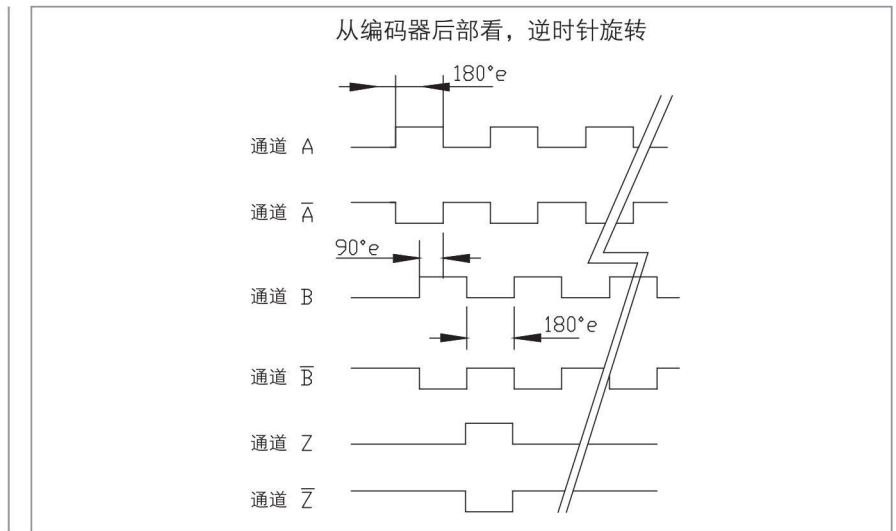 从编码器后部看，逆时针旋转
180°e
通道 A
通道 A̅
90°e
通道 B
180°e
通道 B̅
通道 Z
通道 Z̅